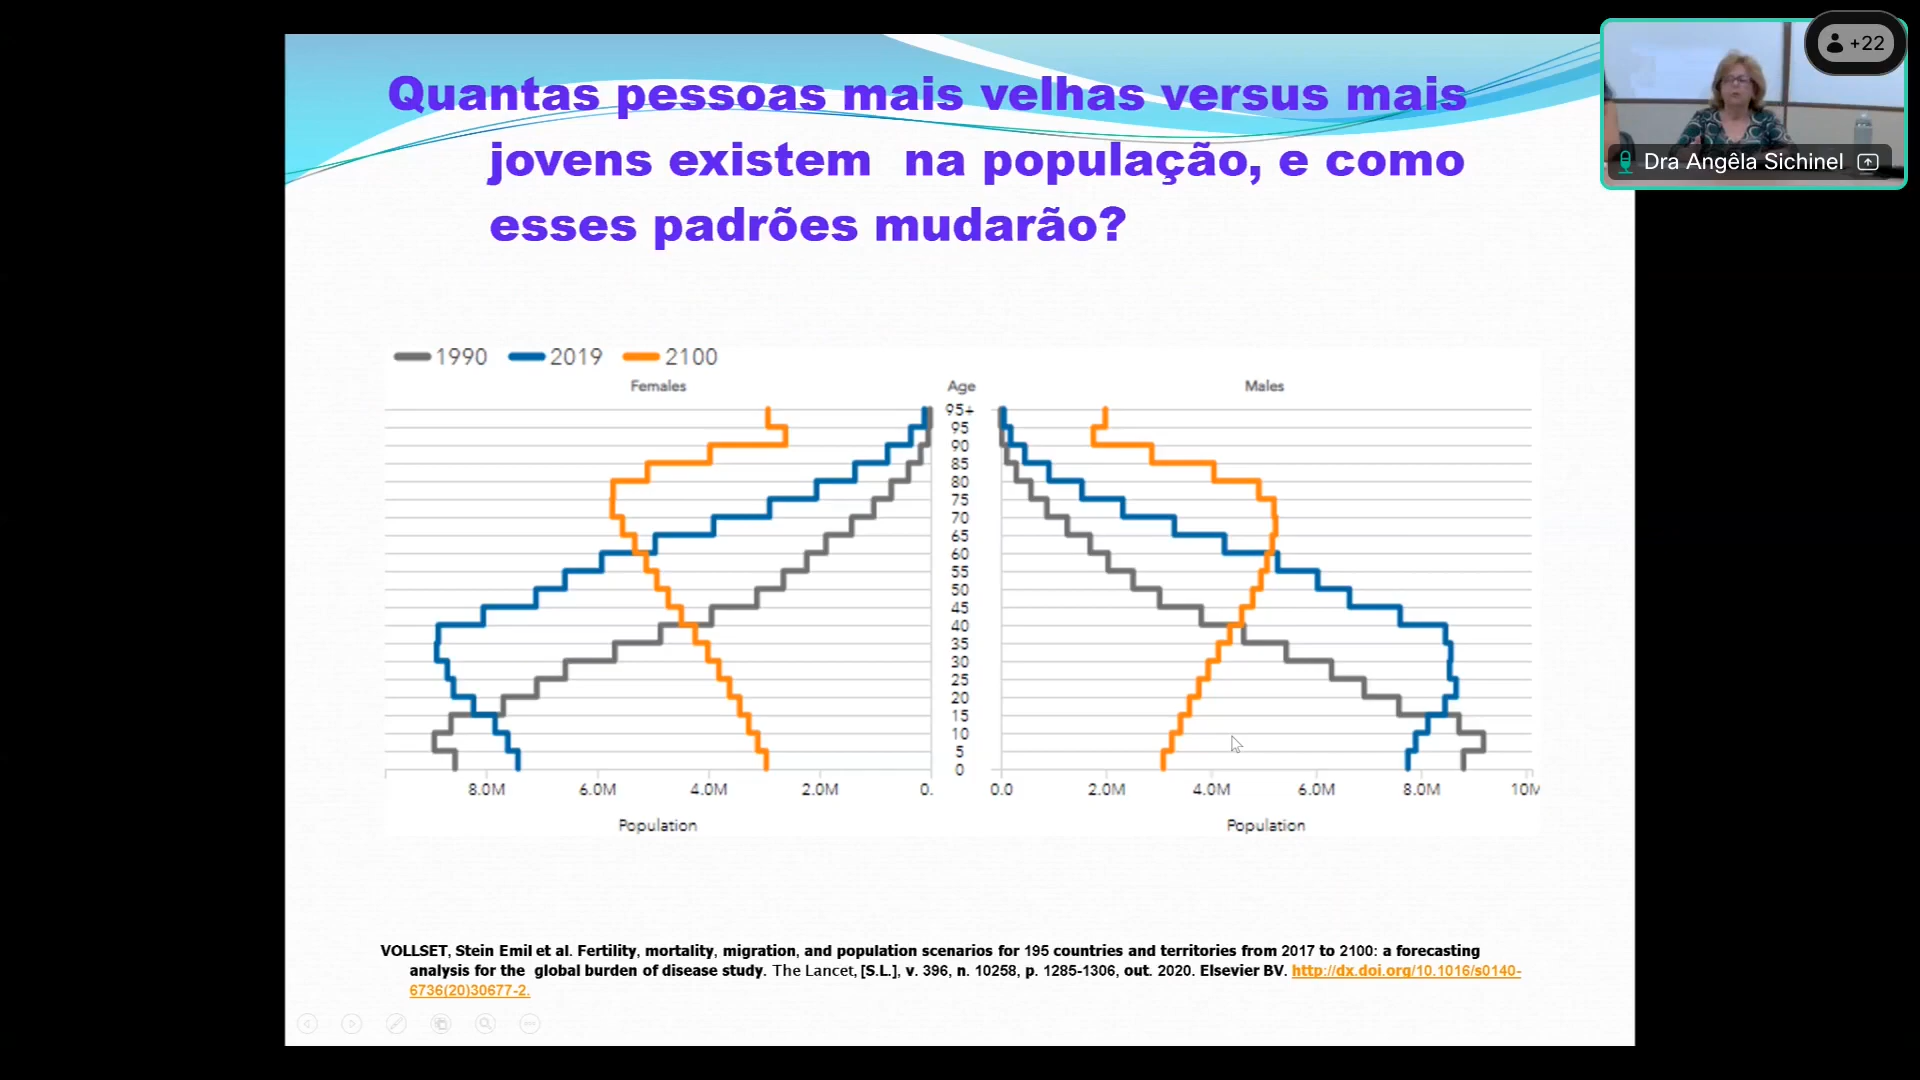 Quantas pessoas mais velhas versus mais
jovens existem na população, e como
esses padrões mudarão?
+22
Dra Angêla Sichinel
1990 2019 2100
Females Age Males
95+
95
90
85
80
75
70
65
60
55
50
45
40
35
30
25
20
15
10
5
0
8.0M 6.0M 4.0M 2.0M 0. 0.0 2.0M 4.0M 6.0M 8.0M 10M
Population Population
VOLLSET, Stein Emil et al. Fertility, mortality, migration, and population scenarios for 195 countries and territories from 2017 to 2100: a forecasting
analysis for the global burden of disease study. The Lancet, [S.L.], v. 396, n. 10258, p. 1285-1306, out. 2020. Elsevier BV. http://dx.doi.org/10.1016/s0140-
6736(20)30677-2.